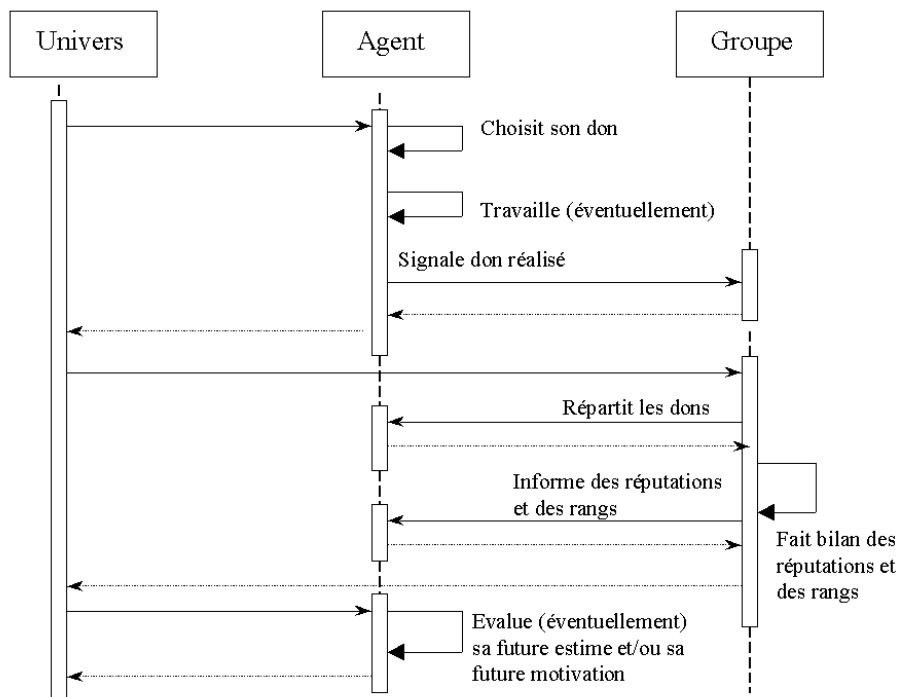 Univers
Agent
Groupe
Choisit son don
Travaille (éventuellement)
Signale don réalisé
Répartit les dons
Informe des réputations
et des rangs
Fait bilan des
réputations et
des rangs
Evalue (éventuellement)
sa future estime et/ou sa
future motivation